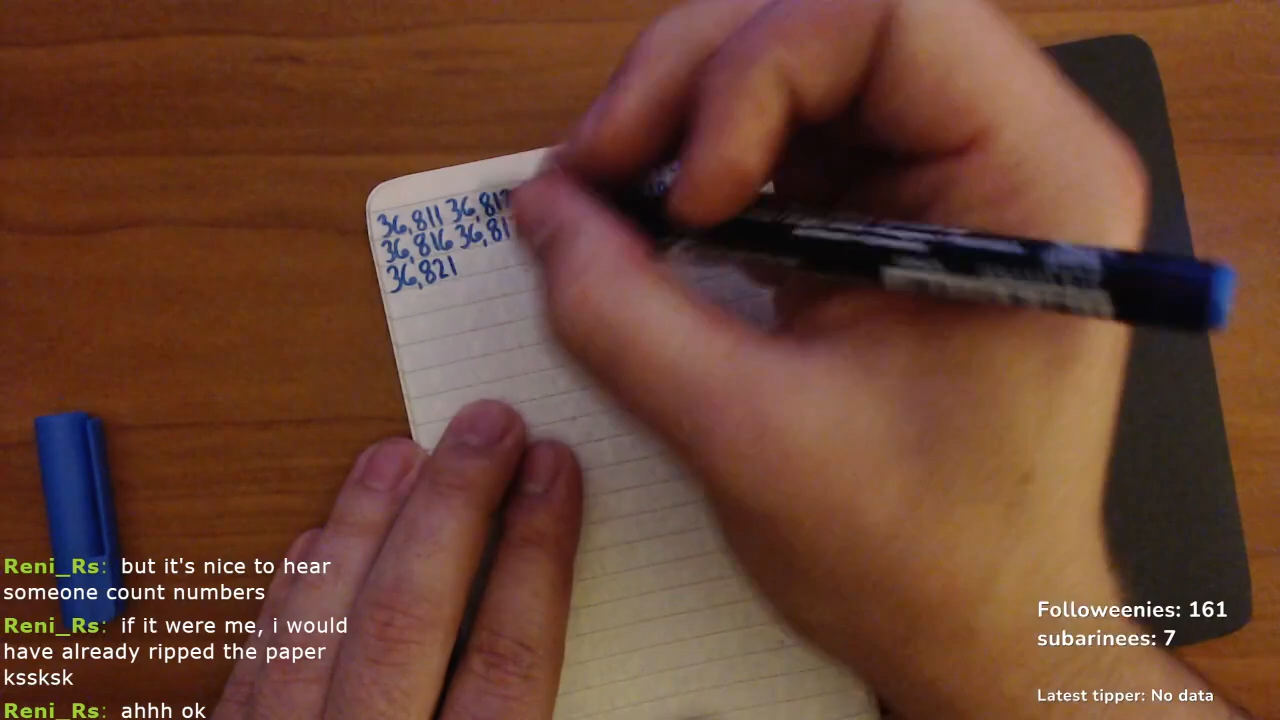 36,811 36,812
36,816 36,81
36,821
Reni_Rs: but it's nice to hear
someone count numbers
Reni_Rs: if it were me, i would
have already ripped the paper
kssksk
Reni_Rs: ahhh ok
Followeenies: 161
subarinees: 7
Latest tipper: No data